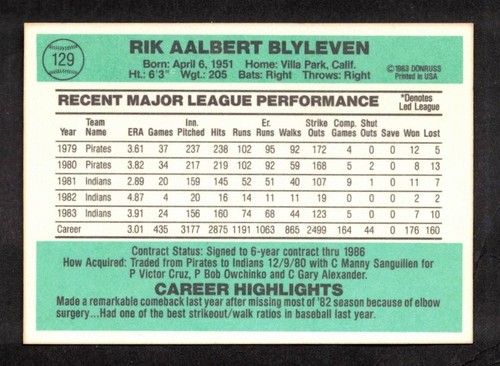 129
RIK AALBERT BLYLEVEN
Born: April 6, 1951 Home: Villa Park, Calif.
Ht.: 6'3" Wgt.: 205 Bats: Right Throws: Right
©1983 DONRUSS
Printed in USA
RECENT MAJOR LEAGUE PERFORMANCE
*Denotes
Led League
Year Team Name ERA Games Inn. Pitched Hits Runs Er. Runs Walks Strike Outs Comp. Games Shut Outs Save Won Lost
1979 Pirates 3.61 37 237 238 102 95 92 172 4 0 0 12 5
1980 Pirates 3.82 34 217 219 102 92 59 168 5 2 0 8 13
1981 Indians 2.89 20 159 145 52 51 40 107 9 1 0 11 7
1982 Indians 4.87 4 20 16 14 11 11 19 0 0 0 2 2
1983 Indians 3.91 24 156 160 74 68 44 123 5 0 0 7 10
Career 3.01 435 3177 2875 1191 1063 865 2499 164 44 0 176 160
Contract Status: Signed to 6-year contract thru 1986
How Acquired: Traded from Pirates to Indians 12/9/80 with C Manny Sanguillen for
P Victor Cruz, P Bob Owchinko and C Gary Alexander.
CAREER HIGHLIGHTS
Made a remarkable comeback last year after missing most of '82 season because of elbow
surgery...Had one of the best strikeout/walk ratios in baseball last year.